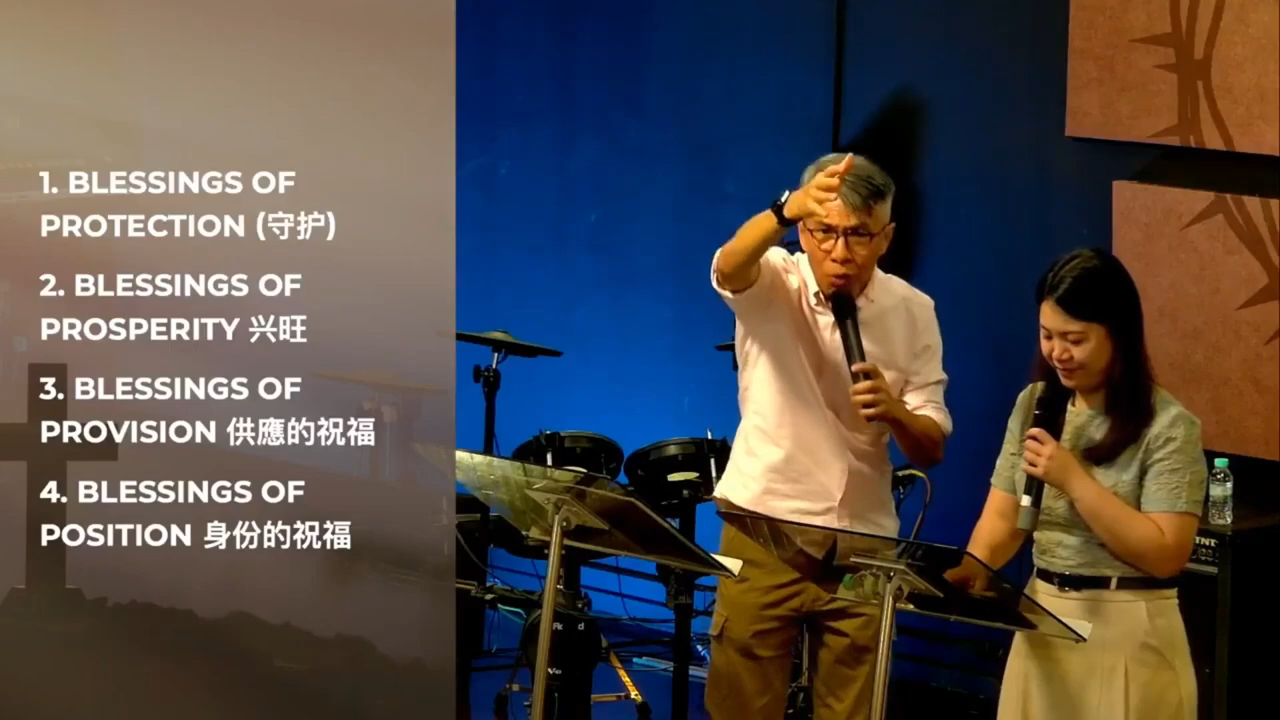 1. BLESSINGS OF
PROTECTION (守护)
2. BLESSINGS OF
PROSPERITY 兴旺
3. BLESSINGS OF
PROVISION 供應的祝福
4. BLESSINGS OF
POSITION 身份的祝福